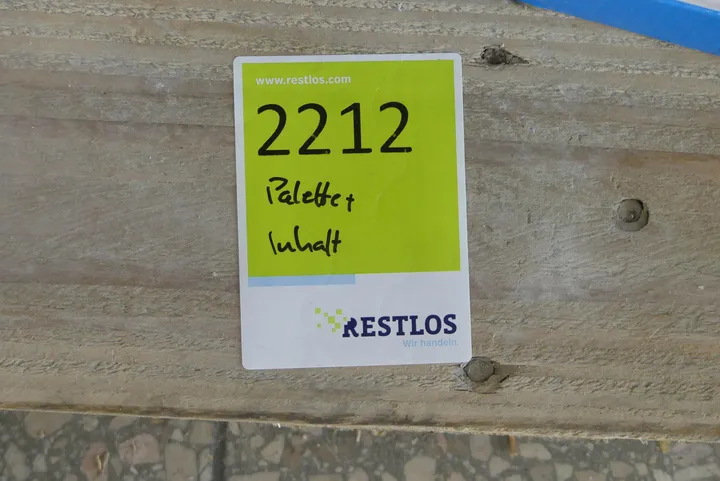 www.restlos.com
2212
Palette +
Inhalt
RESTLOS
Wir handeln.